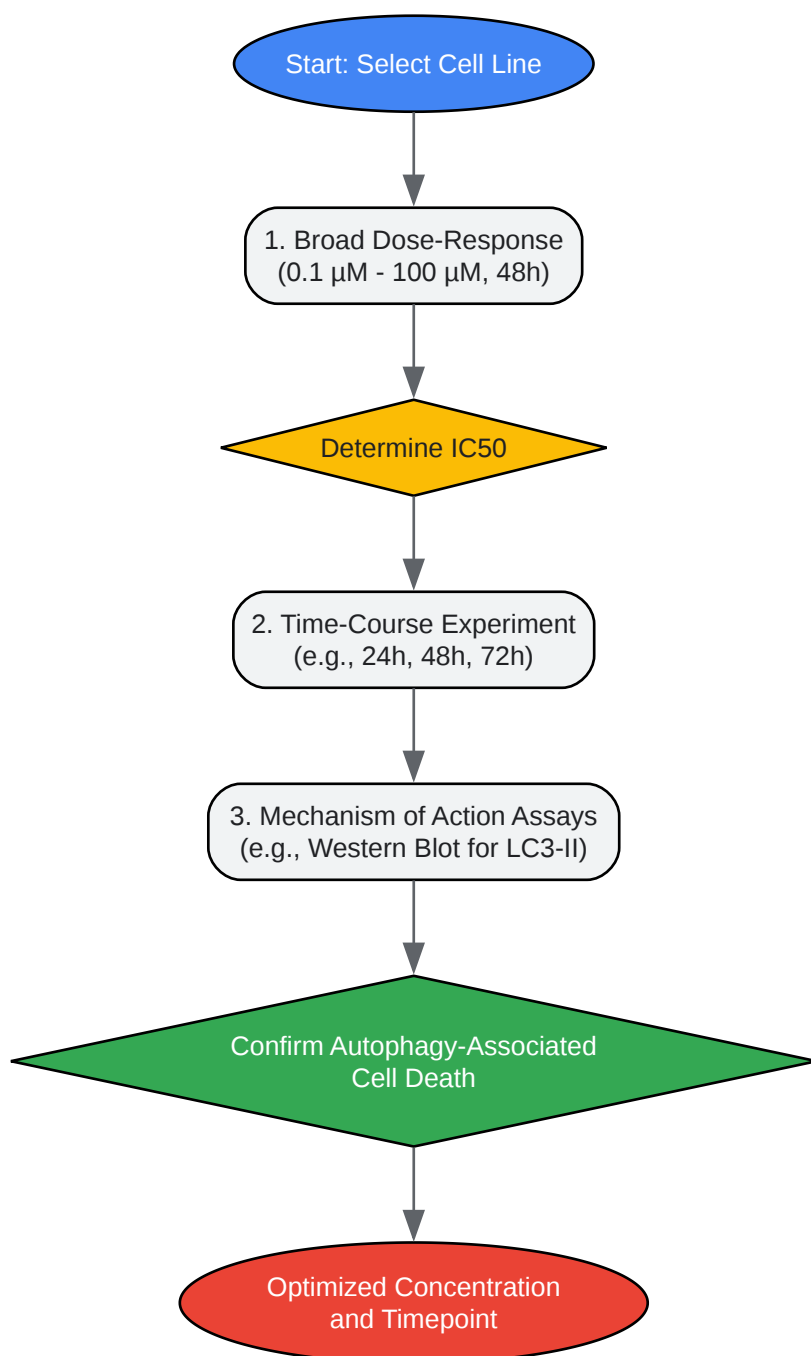 Start: Select Cell Line
1. Broad Dose-Response
(0.1 µM - 100 µM, 48h)
Determine IC50
2. Time-Course Experiment
(e.g., 24h, 48h, 72h)
3. Mechanism of Action Assays
(e.g., Western Blot for LC3-II)
Confirm Autophagy-Associated
Cell Death
Optimized Concentration
and Timepoint